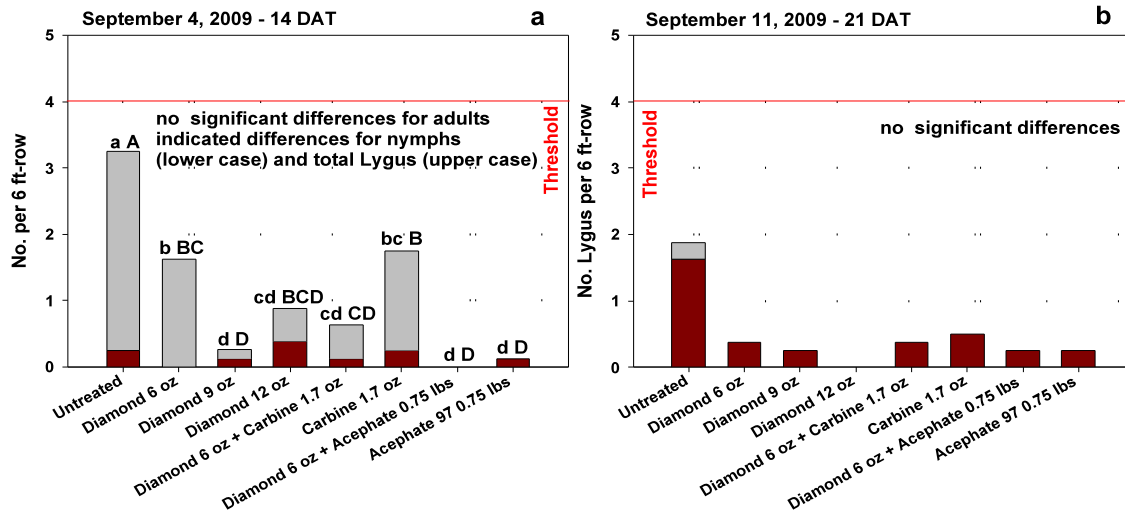 September 4, 2009 - 14 DAT
a
No. per 6 ft-row
5
4
3
2
1
0
no significant differences for adults
indicated differences for nymphs
(lower case) and total Lygus (upper case)
Threshold
a A
b BC
d D
cd BCD
cd CD
bc B
d D
d D
Untreated
Diamond 6 oz
Diamond 9 oz
Diamond 12 oz
Diamond 6 oz + Carbine 1.7 oz
Carbine 1.7 oz
Diamond 6 oz + Acephate 0.75 lbs
Acephate 97 0.75 lbs
September 11, 2009 - 21 DAT
b
No. Lygus per 6 ft-row
5
4
3
2
1
0
Threshold
no significant differences
Untreated
Diamond 6 oz
Diamond 9 oz
Diamond 12 oz
Diamond 6 oz + Carbine 1.7 oz
Carbine 1.7 oz
Diamond 6 oz + Acephate 0.75 lbs
Acephate 97 0.75 lbs